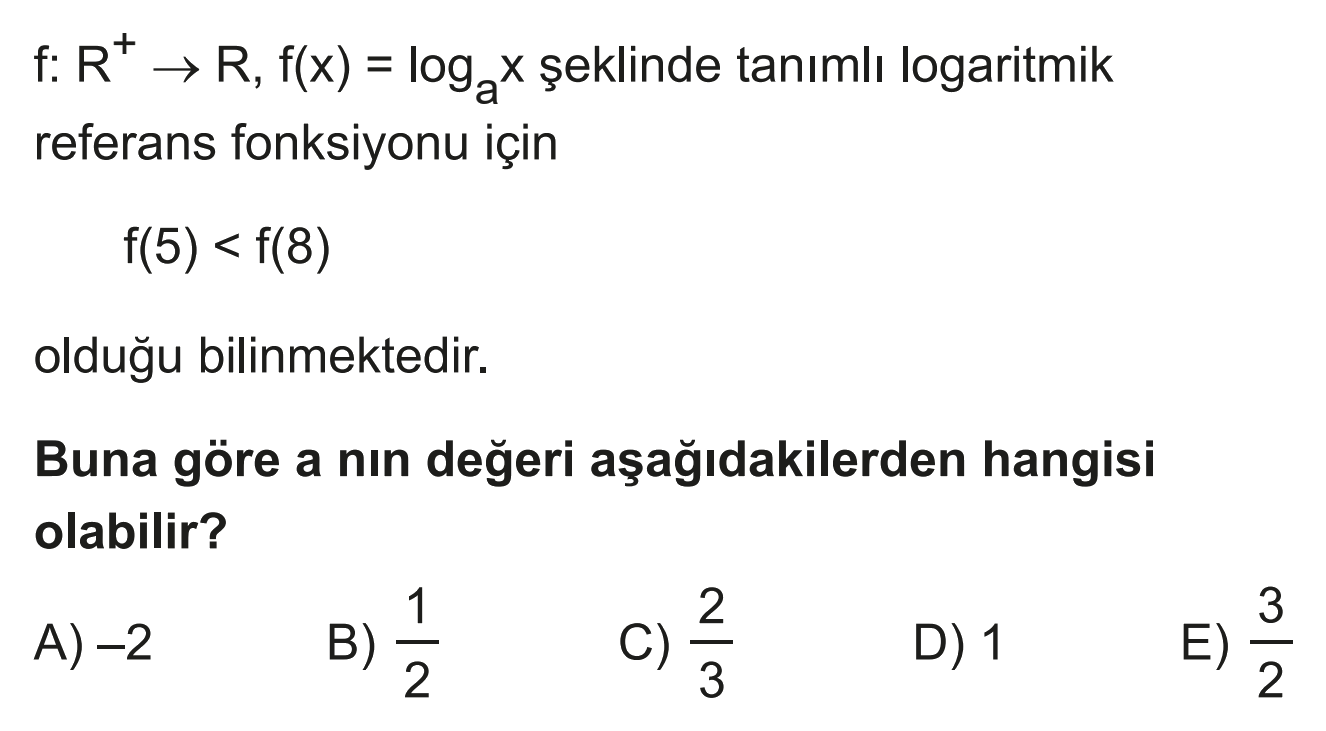 f: R⁺ → R, f(x) = logₐx şeklinde tanımlı logaritmik
referans fonksiyonu için
f(5) < f(8)
olduğu bilinmektedir.
Buna göre a nın değeri aşağıdakilerden hangisi
olabilir?
A) –2 B) 1/2 C) 2/3 D) 1 E) 3/2